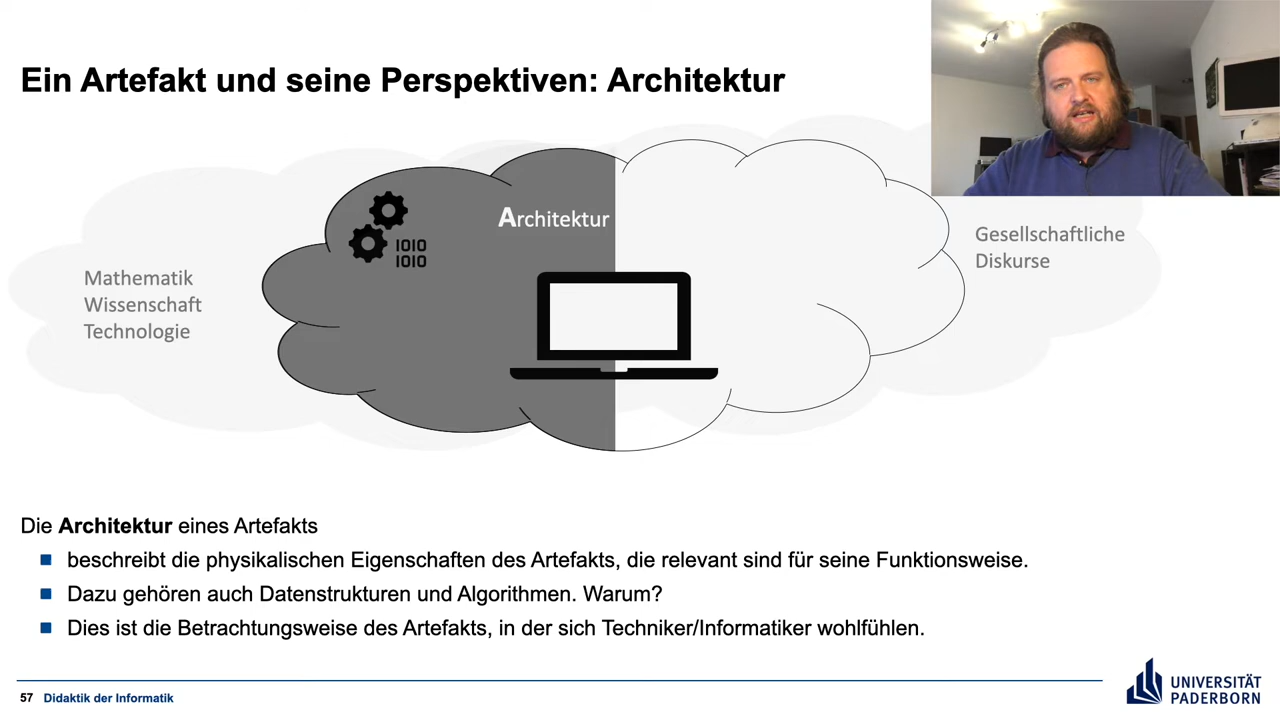 Ein Artefakt und seine Perspektiven: Architektur
Architektur
1010
1010
Mathematik
Wissenschaft
Technologie
Gesellschaftliche
Diskurse
Die Architektur eines Artefakts
beschreibt die physikalischen Eigenschaften des Artefakts, die relevant sind für seine Funktionsweise.
Dazu gehören auch Datenstrukturen und Algorithmen. Warum?
Dies ist die Betrachtungsweise des Artefakts, in der sich Techniker/Informatiker wohlfühlen.
57 Didaktik der Informatik
UNIVERSITÄT
PADERBORN